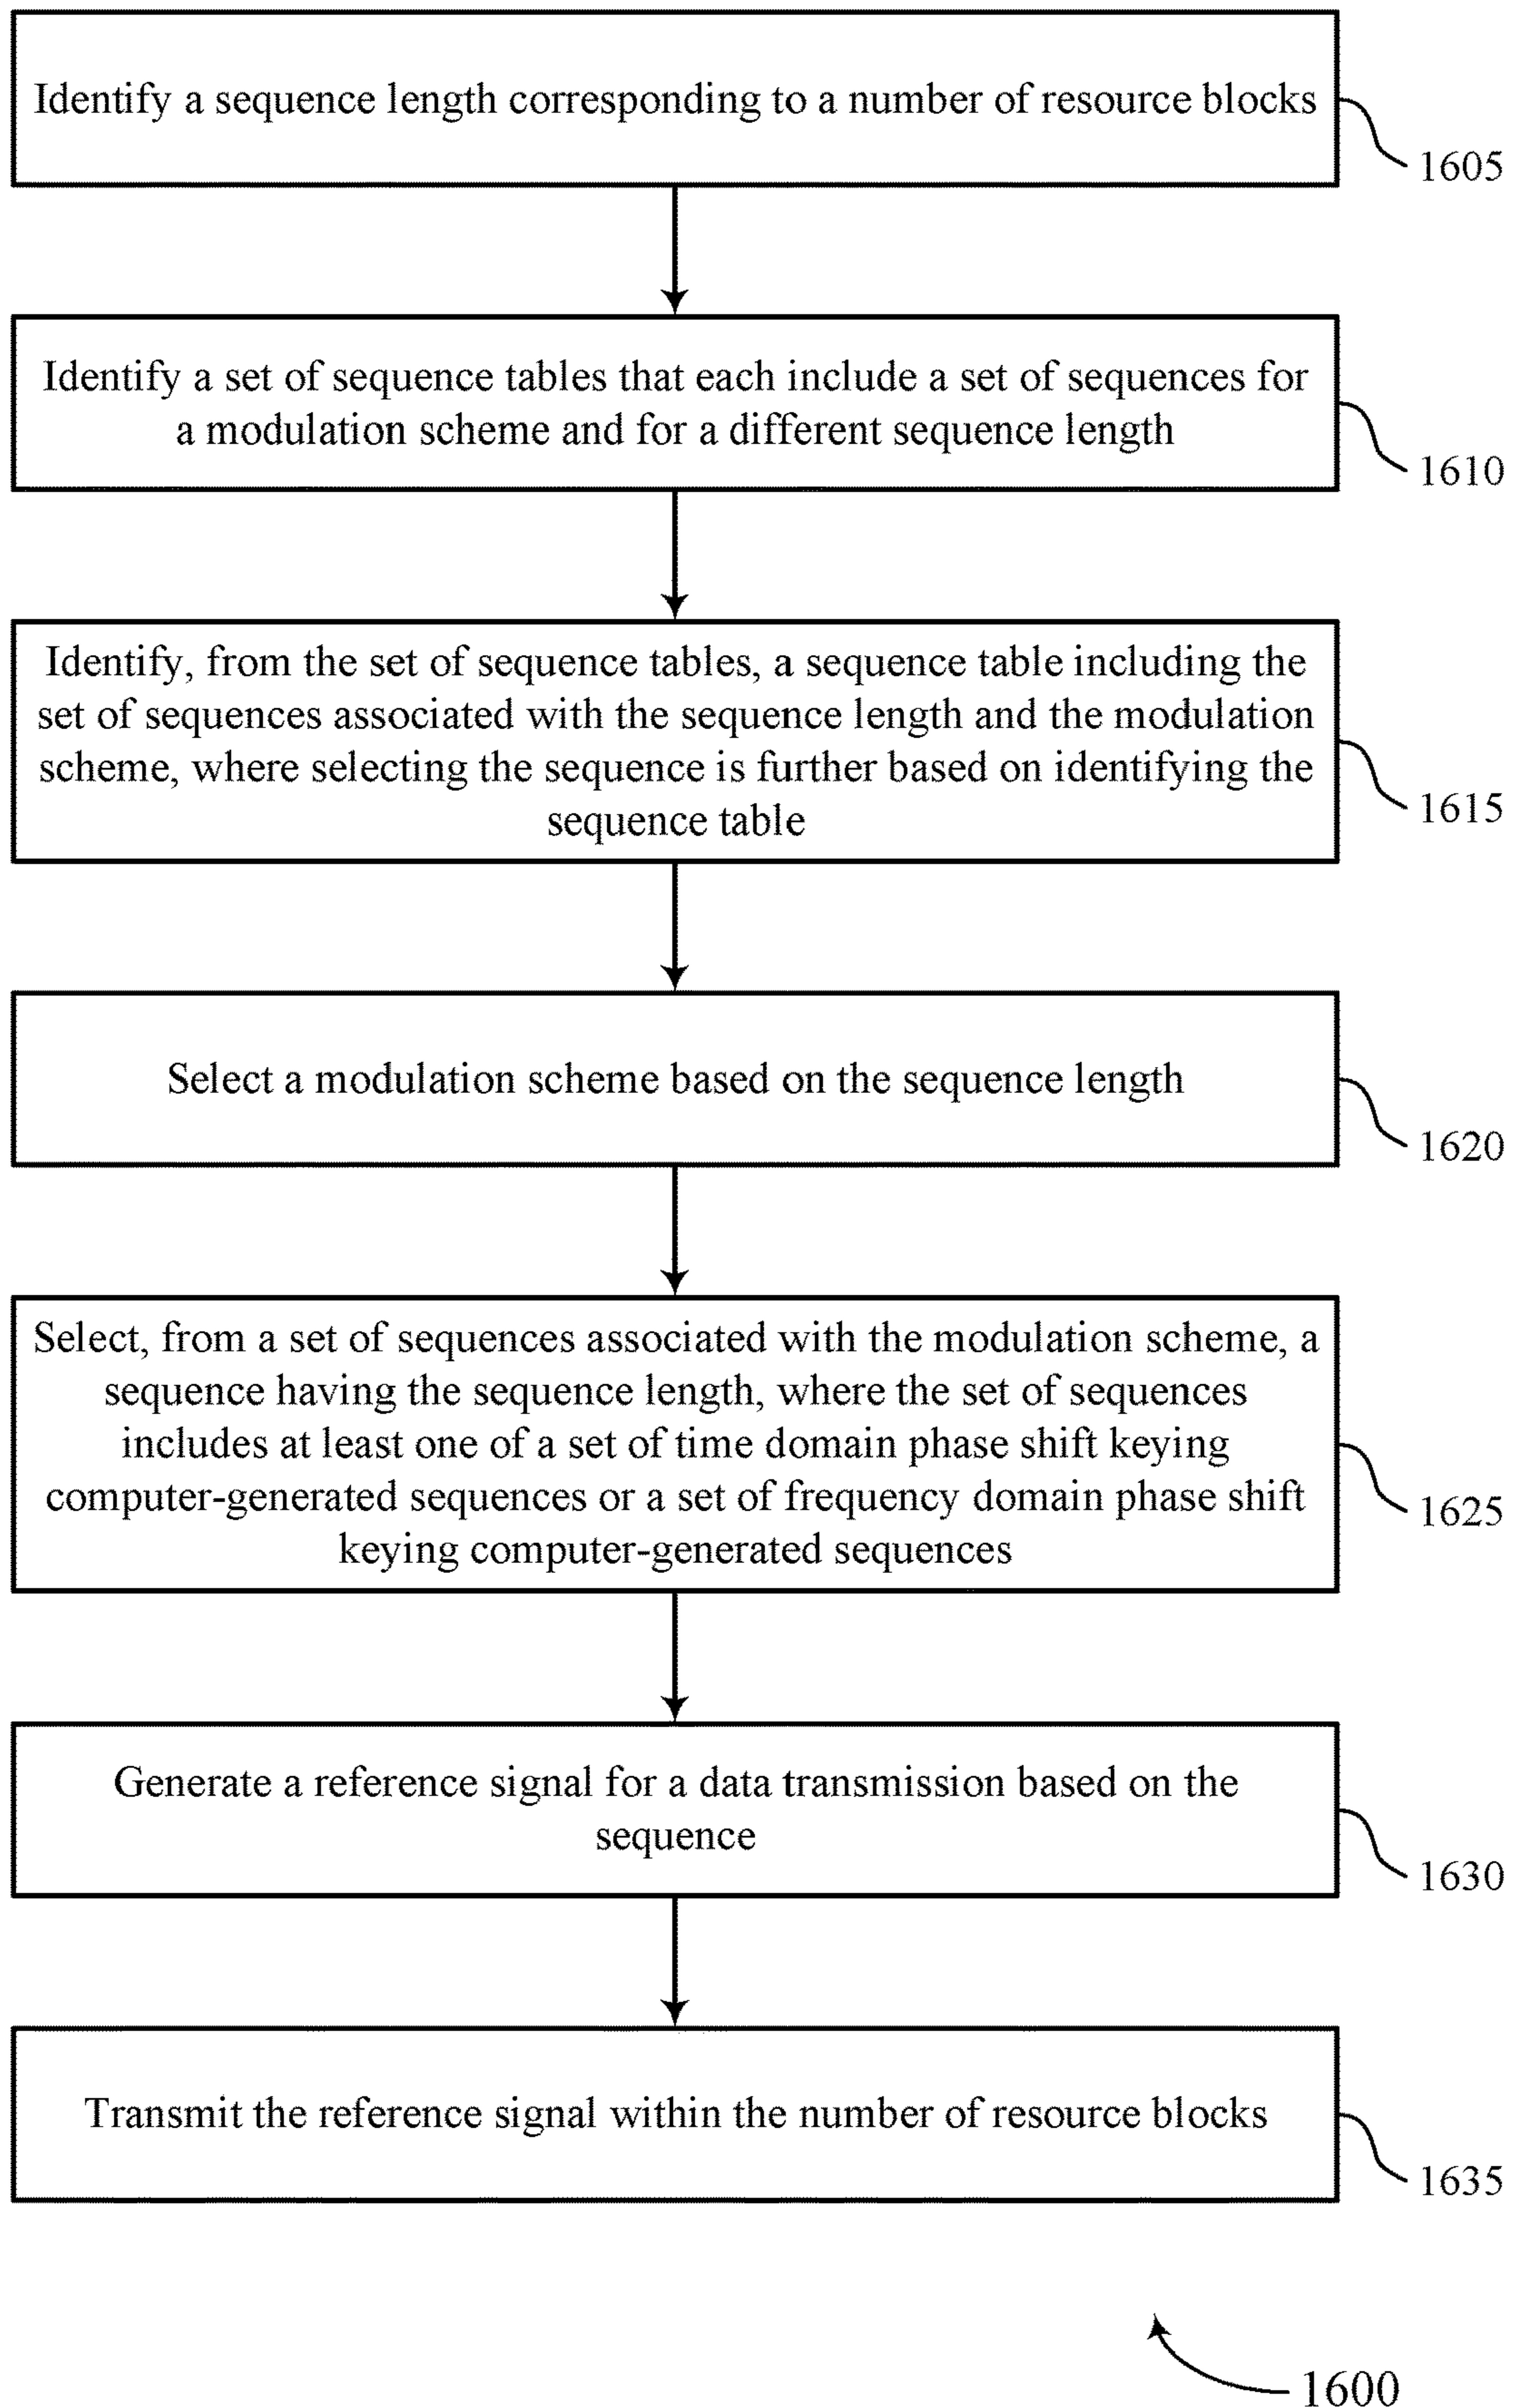 Identify a sequence length corresponding to a number of resource blocks
1605
Identify a set of sequence tables that each include a set of sequences for
a modulation scheme and for a different sequence length
1610
Identify, from the set of sequence tables, a sequence table including the
set of sequences associated with the sequence length and the modulation
scheme, where selecting the sequence is further based on identifying the
sequence table
1615
Select a modulation scheme based on the sequence length
1620
Select, from a set of sequences associated with the modulation scheme, a
sequence having the sequence length, where the set of sequences
includes at least one of a set of time domain phase shift keying
computer-generated sequences or a set of frequency domain phase shift
keying computer-generated sequences
1625
Generate a reference signal for a data transmission based on the
sequence
1630
Transmit the reference signal within the number of resource blocks
1635
1600